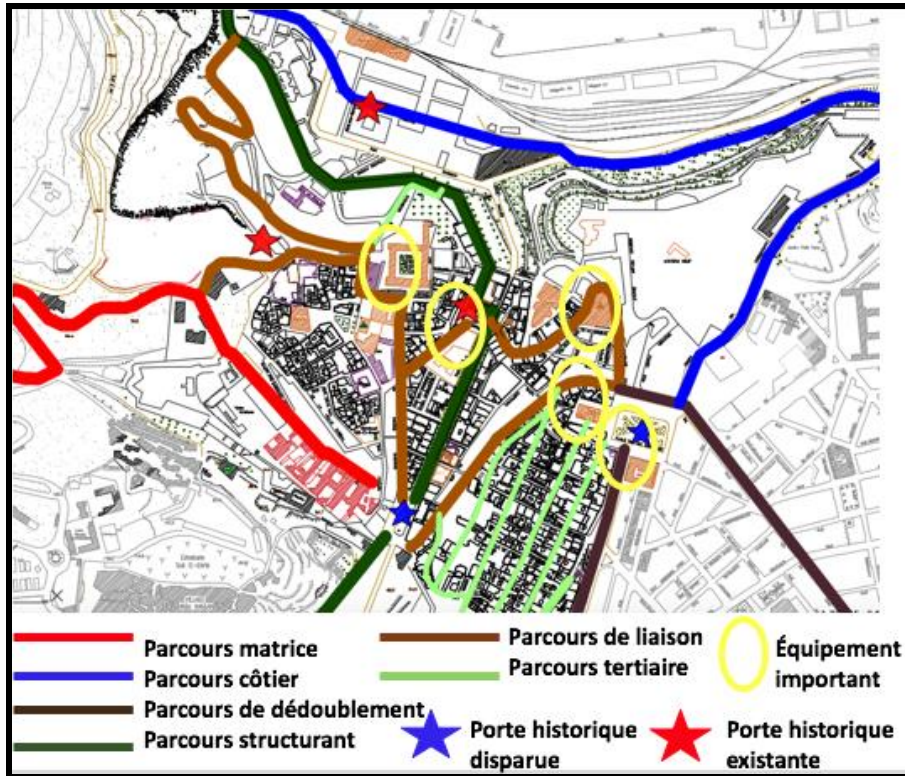 Parcours matrice
Parcours côtier
Parcours de dédoublement
Parcours structurant
Parcours de liaison
Parcours tertiaire
Équipement
important
Porte historique
disparue
Porte historique
existante